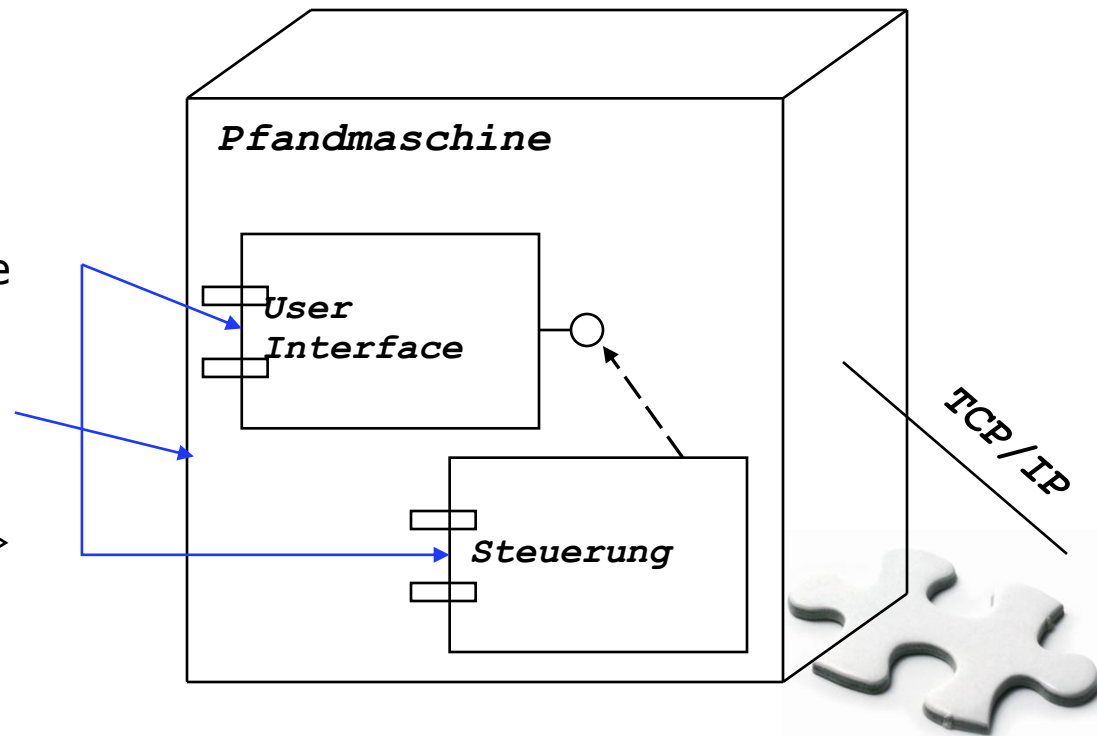 Pfandmaschine
e
User
Interface
TCP/IP
>
Steuerung